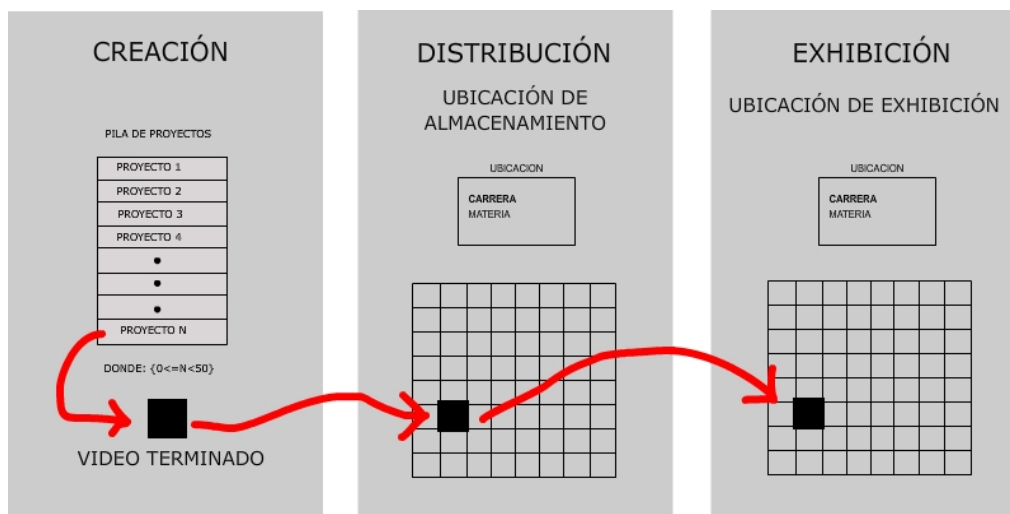 CREACIÓN
PILA DE PROYECTOS
PROYECTO 1
PROYECTO 2
PROYECTO 3
PROYECTO 4
PROYECTO N
DONDE: {0<=N<50}
VIDEO TERMINADO
DISTRIBUCIÓN
UBICACIÓN DE
ALMACENAMIENTO
UBICACION
CARRERA
MATERIA
EXHIBICIÓN
UBICACIÓN DE EXHIBICIÓN
UBICACION
CARRERA
MATERIA